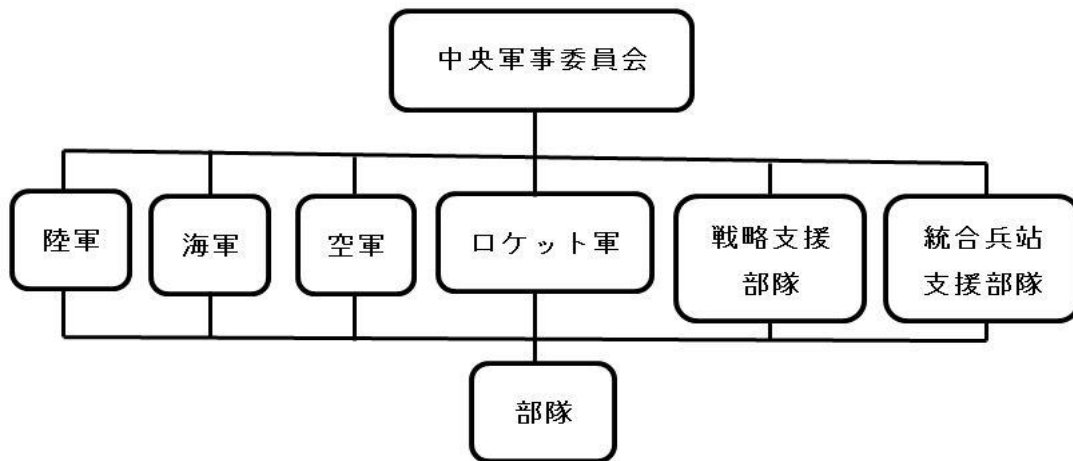 中央軍事委員会
陸軍
海軍
空軍
ロケット軍
戦略支援
部隊
統合兵站
支援部隊
部隊